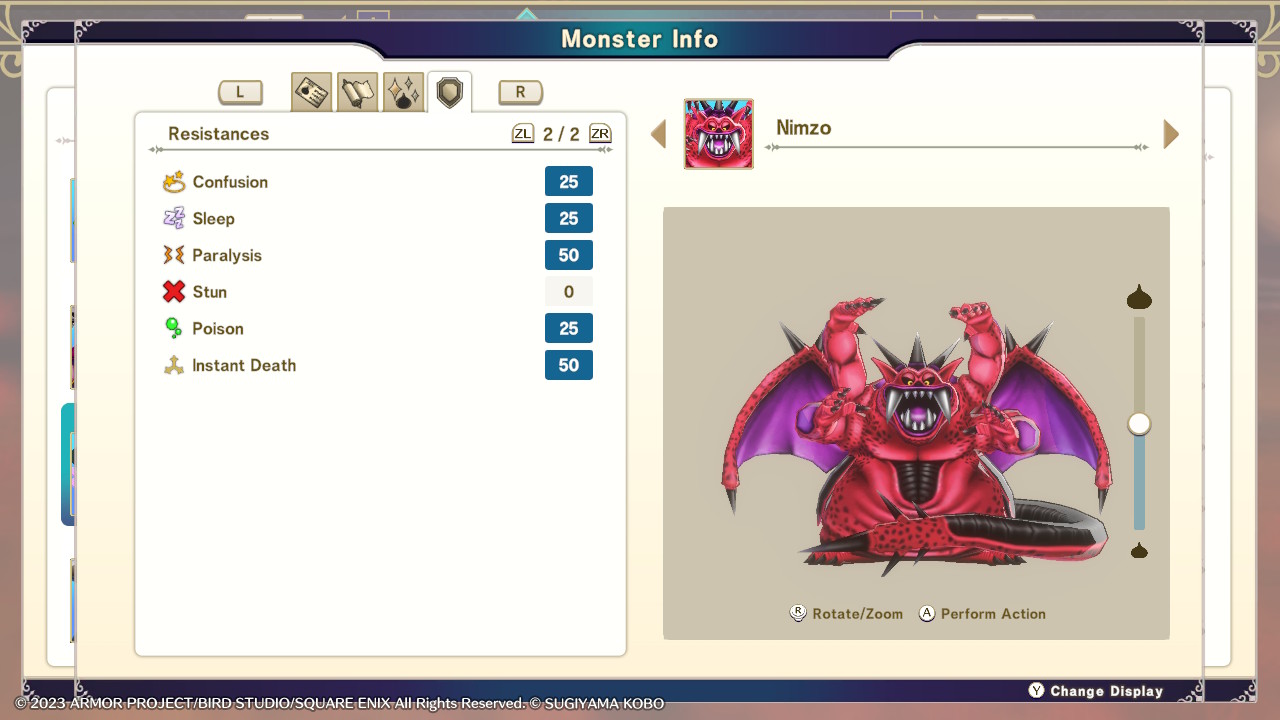 Monster Info
L
R
Resistances
ZL 2 / 2 ZR
Confusion 25
Sleep 25
Paralysis 50
Stun 0
Poison 25
Instant Death 50
Nimzo
R Rotate/Zoom A Perform Action
Y Change Display
© 2023 ARMOR PROJECT/BIRD STUDIO/SQUARE ENIX All Rights Reserved. © SUGIYAMA KOBO